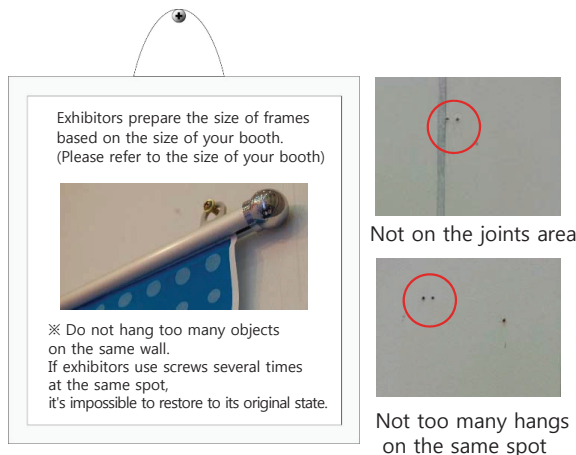 Exhibitors prepare the size of frames
based on the size of your booth.
(Please refer to the size of your booth)
※ Do not hang too many objects
on the same wall.
If exhibitors use screws several times
at the same spot,
it's impossible to restore to its original state.
Not on the joints area
Not too many hangs
on the same spot